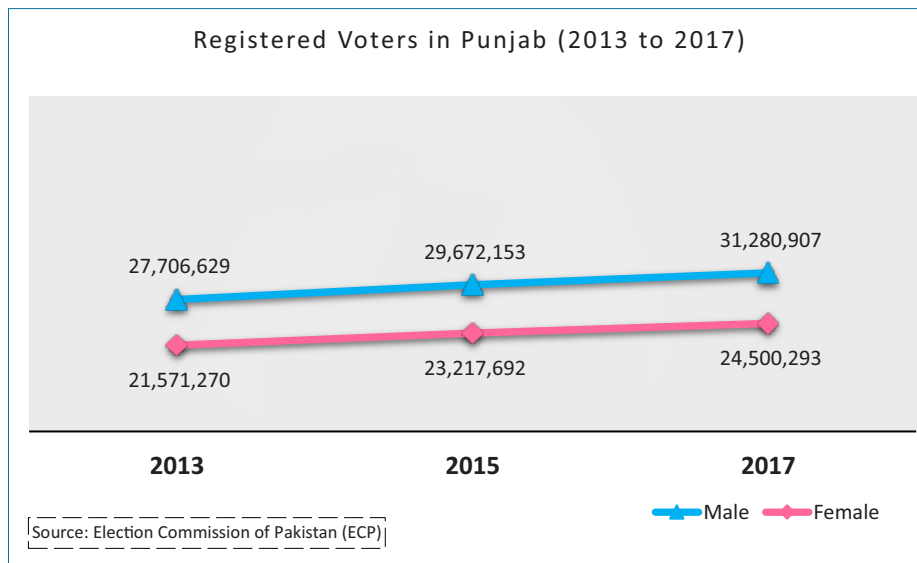 Registered Voters in Punjab (2013 to 2017)
27,706,629
29,672,153
31,280,907
21,571,270
23,217,692
24,500,293
2013
2015
2017
Male
Female
Source: Election Commission of Pakistan (ECP)